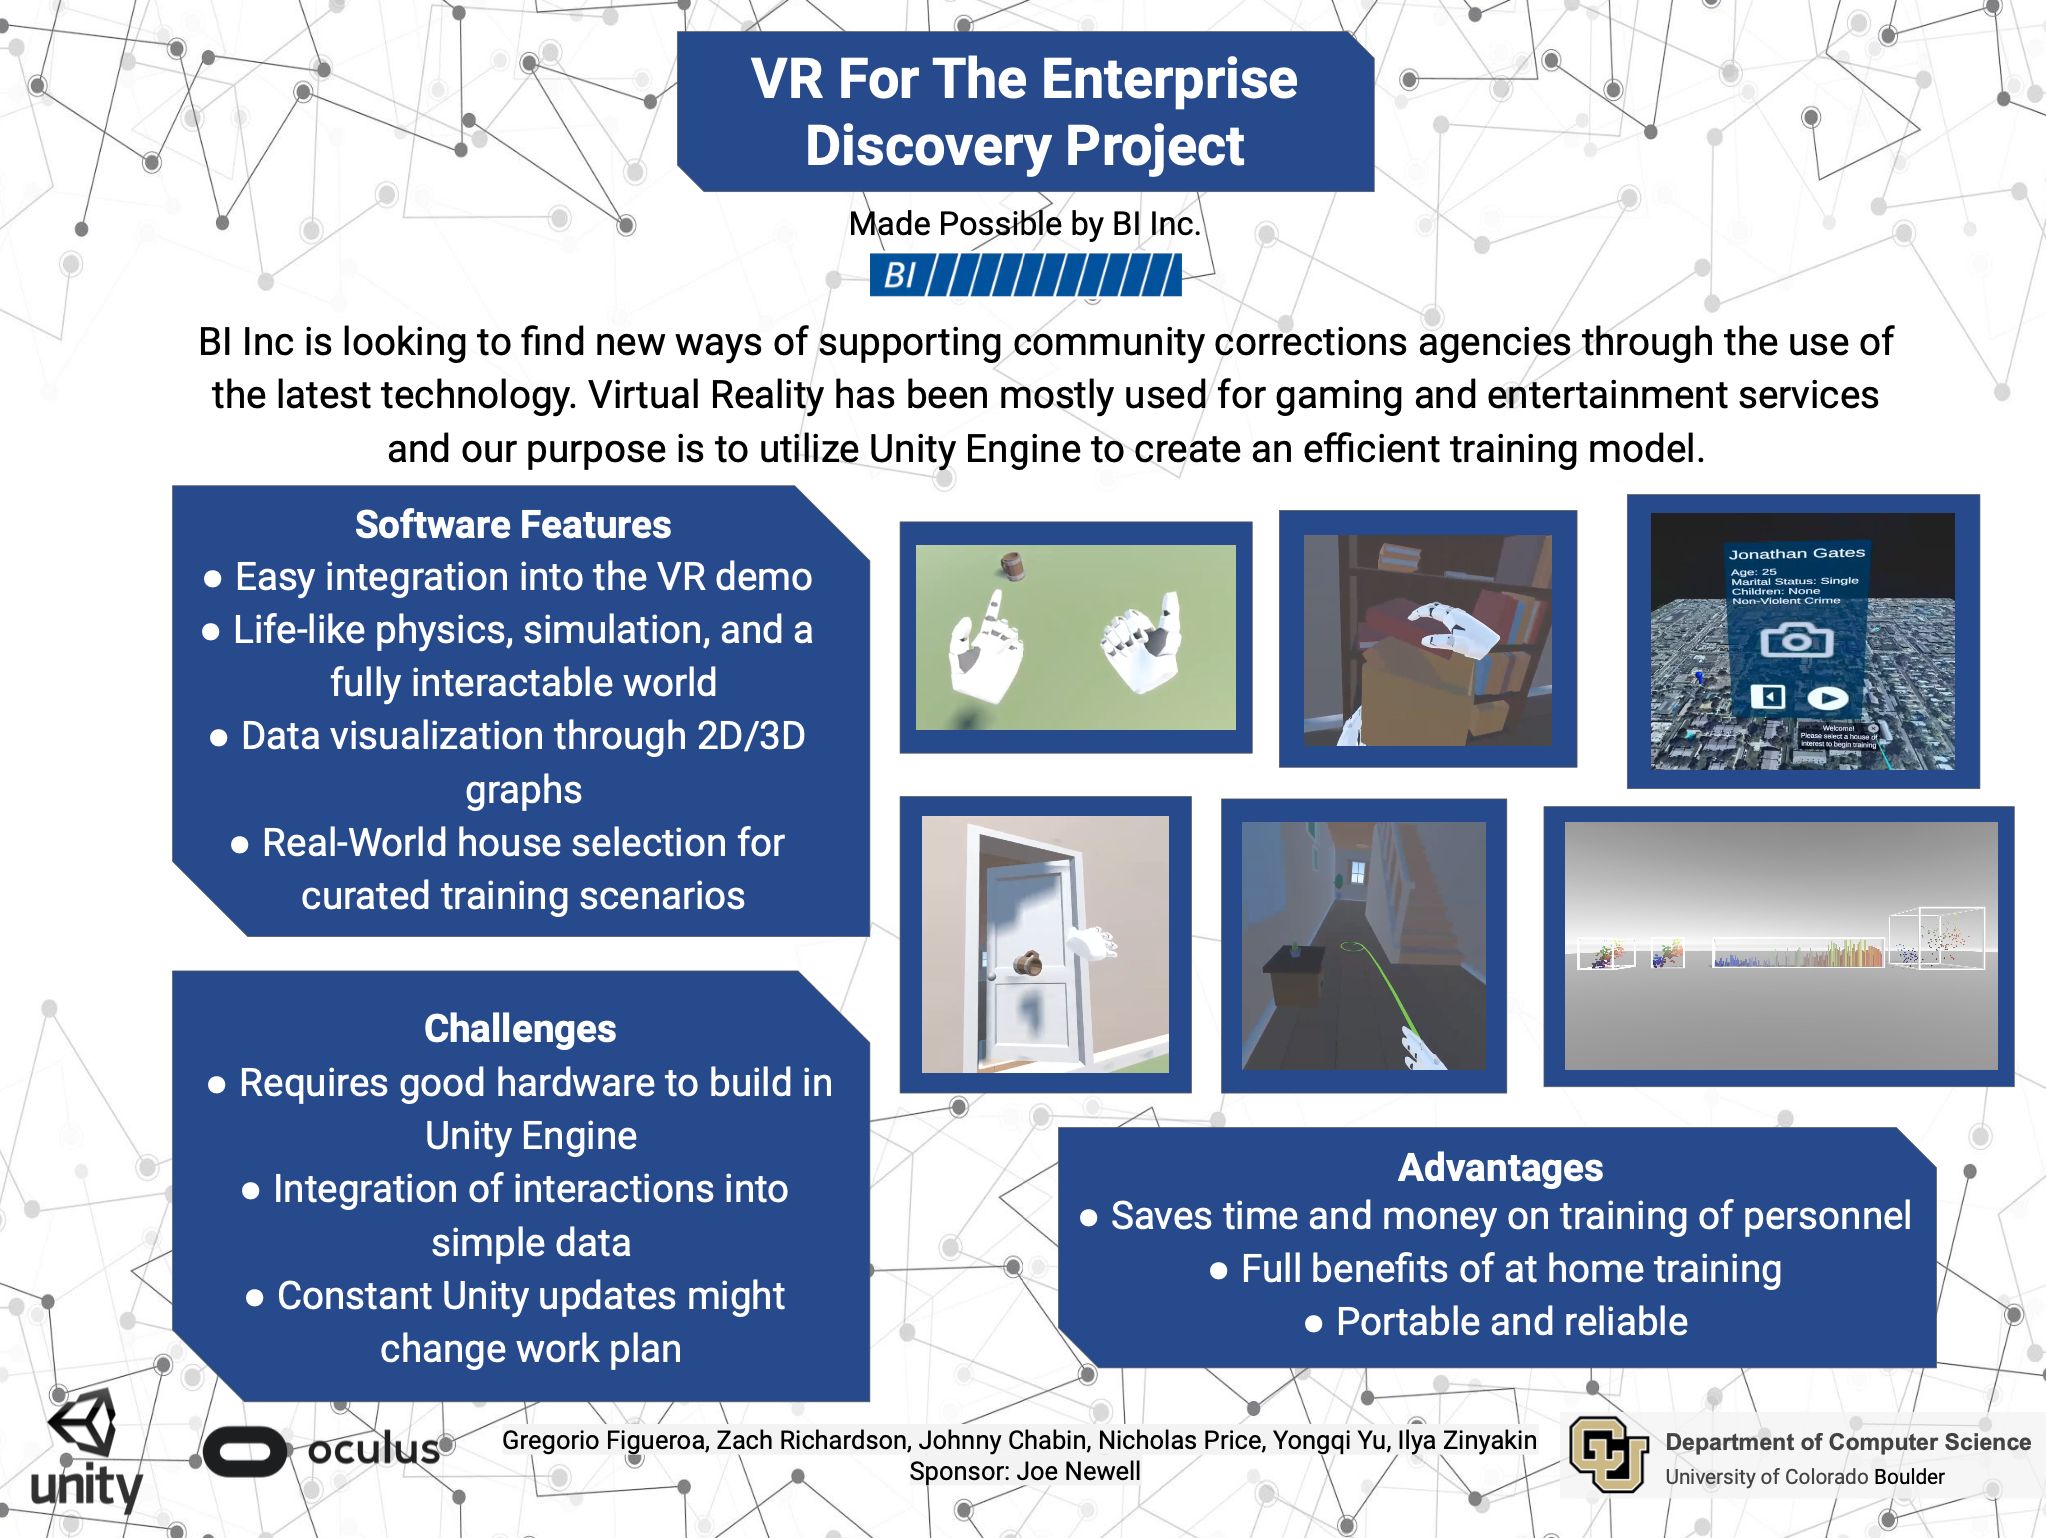 VR For The Enterprise
Discovery Project
Made Possible by BI Inc.
BI
BI Inc is looking to find new ways of supporting community corrections agencies through the use of
the latest technology. Virtual Reality has been mostly used for gaming and entertainment services
and our purpose is to utilize Unity Engine to create an efficient training model.
Software Features
● Easy integration into the VR demo
● Life-like physics, simulation, and a
fully interactable world
● Data visualization through 2D/3D
graphs
● Real-World house selection for
curated training scenarios
Jonathan Gates
Age: 25
Marital Status: Single
Children: None
Non-Violent Crime
Welcome!
Please select a house of
interest to begin training
Challenges
● Requires good hardware to build in
Unity Engine
● Integration of interactions into
simple data
● Constant Unity updates might
change work plan
Advantages
● Saves time and money on training of personnel
● Full benefits of at home training
● Portable and reliable
unity
oculus
Gregorio Figueroa, Zach Richardson, Johnny Chabin, Nicholas Price, Yongqi Yu, Ilya Zinyakin
Sponsor: Joe Newell
CU
Department of Computer Science
University of Colorado Boulder